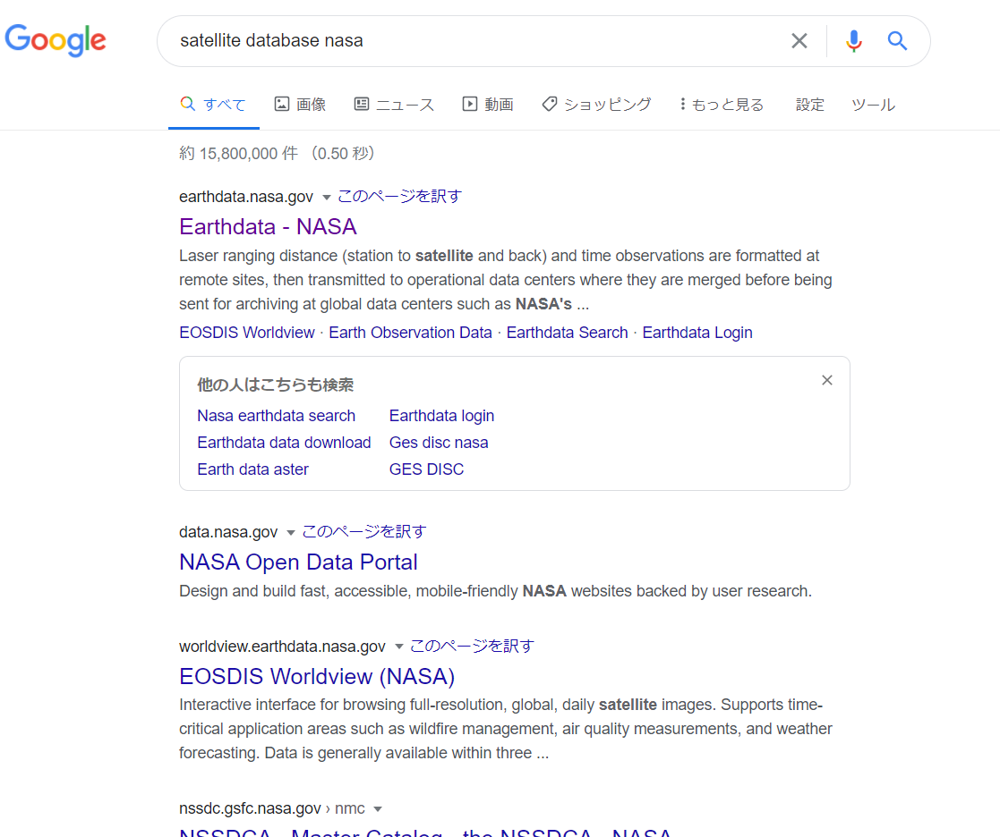 Google
satellite database nasa
すべて 画像 ニュース 動画 ショッピング もっと見る 設定 ツール
約 15,800,000 件 （0.50 秒）
earthdata.nasa.gov このページを訳す
Earthdata - NASA
Laser ranging distance (station to satellite and back) and time observations are formatted at
remote sites, then transmitted to operational data centers where they are merged before being
sent for archiving at global data centers such as NASA's ...
EOSDIS Worldview · Earth Observation Data · Earthdata Search · Earthdata Login
他の人はこちらも検索
Nasa earthdata search Earthdata login
Earthdata data download Ges disc nasa
Earth data aster GES DISC
data.nasa.gov このページを訳す
NASA Open Data Portal
Design and build fast, accessible, mobile-friendly NASA websites backed by user research.
worldview.earthdata.nasa.gov このページを訳す
EOSDIS Worldview (NASA)
Interactive interface for browsing full-resolution, global, daily satellite images. Supports time-
critical application areas such as wildfire management, air quality measurements, and weather
forecasting. Data is generally available within three ...
nssdc.gsfc.nasa.gov › nmc
NSSDCA - Master Catalog - the NSSDCA - NASA